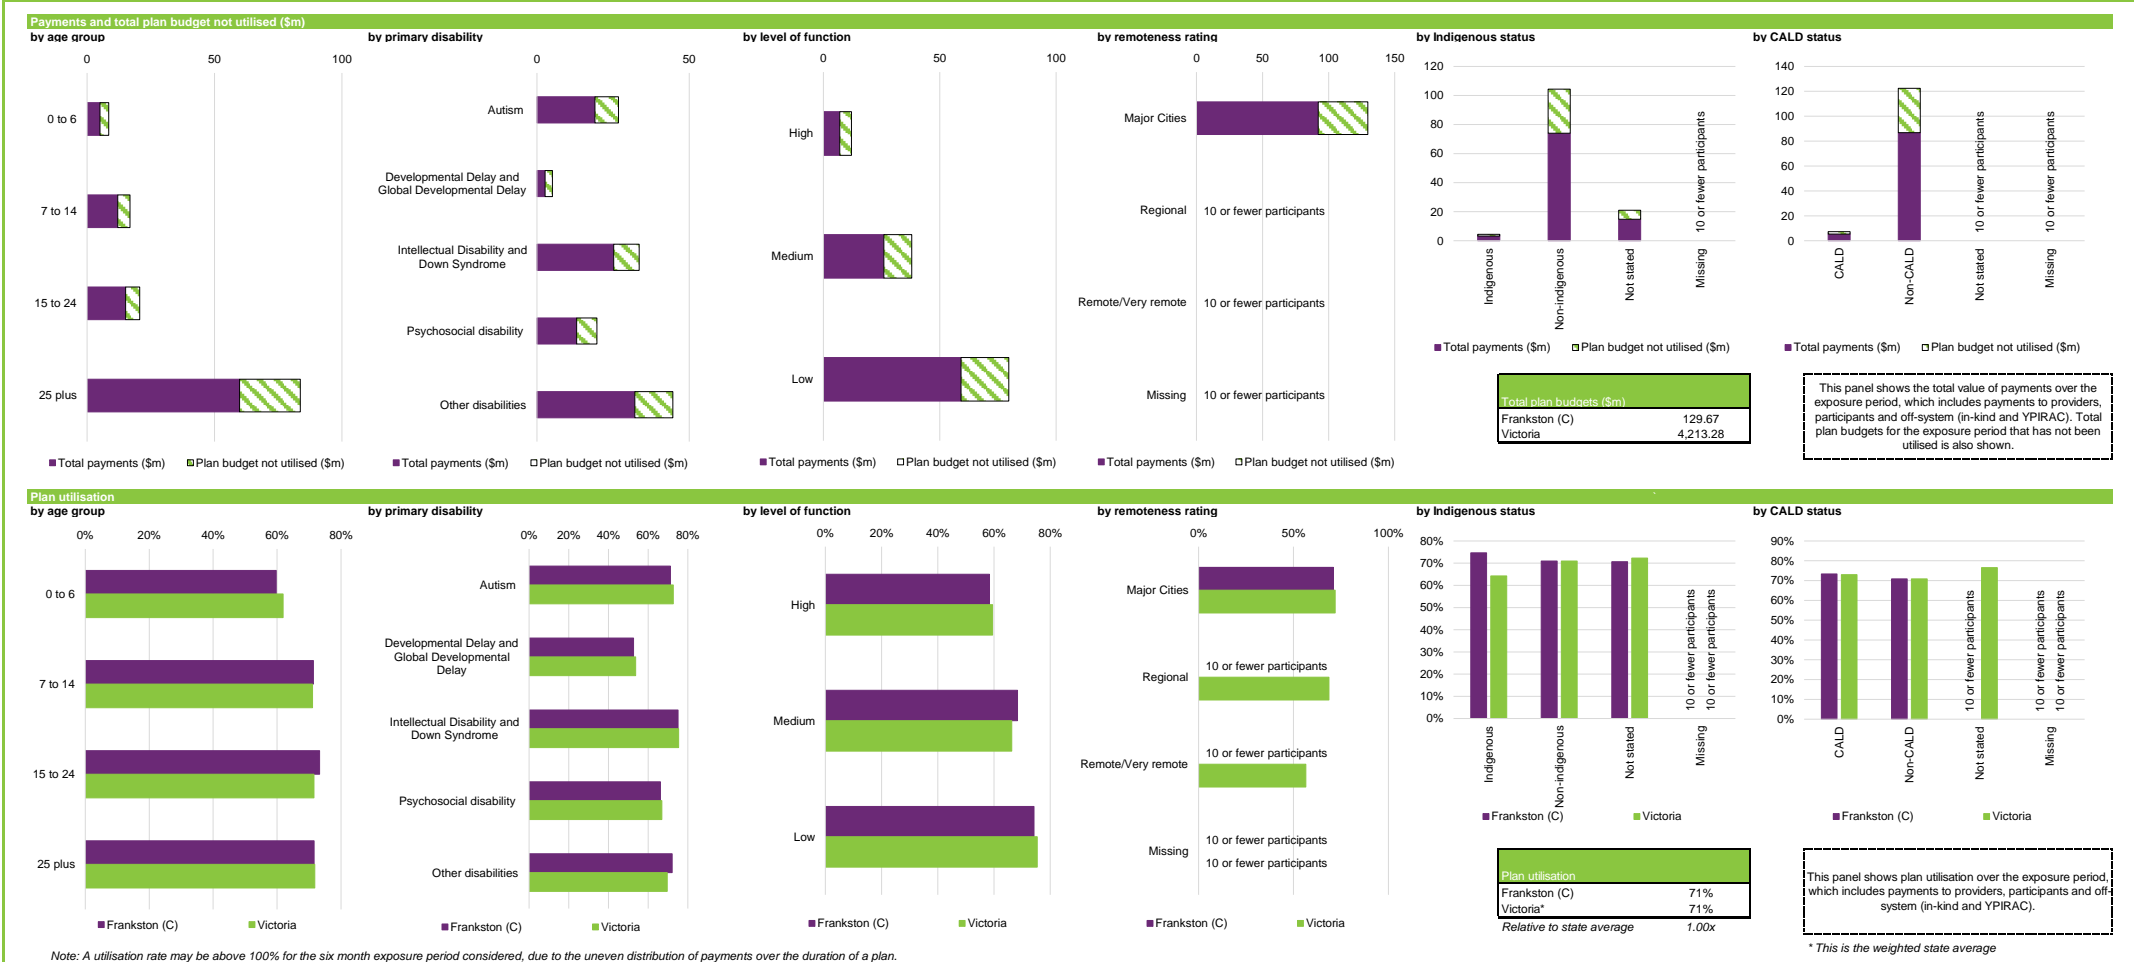 Payments and total plan budget not utilised ($m)
by age group
0
50
100
0 to 6
7 to 14
15 to 24
25 plus
Total payments ($m)
Plan budget not utilised ($m)
by primary disability
0
50
Autism
Developmental Delay and
Global Developmental Delay
Intellectual Disability and
Down Syndrome
Psychosocial disability
Other disabilities
Total payments ($m)
Plan budget not utilised ($m)
by level of function
0
50
100
High
Medium
Low
Total payments ($m)
Plan budget not utilised ($m)
by remoteness rating
0
50
100
150
Major Cities
Regional
10 or fewer participants
Remote/Very remote
10 or fewer participants
Missing
10 or fewer participants
Total payments ($m)
Plan budget not utilised ($m)
by Indigenous status
120
100
80
60
40
20
0
10 or fewer participants
Indigenous
Non-indigenous
Not stated
Missing
Total payments ($m)
Plan budget not utilised ($m)
Total plan budgets ($m)
Frankston (C) 129.67
Victoria 4,213.28
by CALD status
140
120
100
80
60
40
20
0
10 or fewer participants
10 or fewer participants
CALD
Non-CALD
Not stated
Missing
Total payments ($m)
Plan budget not utilised ($m)
This panel shows the total value of payments over the
exposure period, which includes payments to providers,
participants and off-system (in-kind and YPIRAC). Total
plan budgets for the exposure period that has not been
utilised is also shown.
Plan utilisation
by age group
0%
20%
40%
60%
80%
0 to 6
7 to 14
15 to 24
25 plus
Frankston (C)
Victoria
by primary disability
0%
20%
40%
60%
80%
Autism
Developmental Delay and
Global Developmental
Delay
Intellectual Disability and
Down Syndrome
Psychosocial disability
Other disabilities
Frankston (C)
Victoria
by level of function
0%
20%
40%
60%
80%
High
Medium
Low
Frankston (C)
Victoria
by remoteness rating
0%
50%
100%
Major Cities
Regional
10 or fewer participants
Remote/Very remote
10 or fewer participants
Missing
10 or fewer participants
10 or fewer participants
Frankston (C)
Victoria
by Indigenous status
80%
70%
60%
50%
40%
30%
20%
10%
0%
10 or fewer participants
10 or fewer participants
Indigenous
Non-indigenous
Not stated
Missing
Frankston (C)
Victoria
Plan utilisation
Frankston (C) 71%
Victoria* 71%
Relative to state average 1.00x
by CALD status
90%
80%
70%
60%
50%
40%
30%
20%
10%
0%
10 or fewer participants
10 or fewer participants
10 or fewer participants
CALD
Non-CALD
Not stated
Missing
Frankston (C)
Victoria
This panel shows plan utilisation over the exposure period,
which includes payments to providers, participants and off-
system (in-kind and YPIRAC).
* This is the weighted state average
Note: A utilisation rate may be above 100% for the six month exposure period considered, due to the uneven distribution of payments over the duration of a plan.